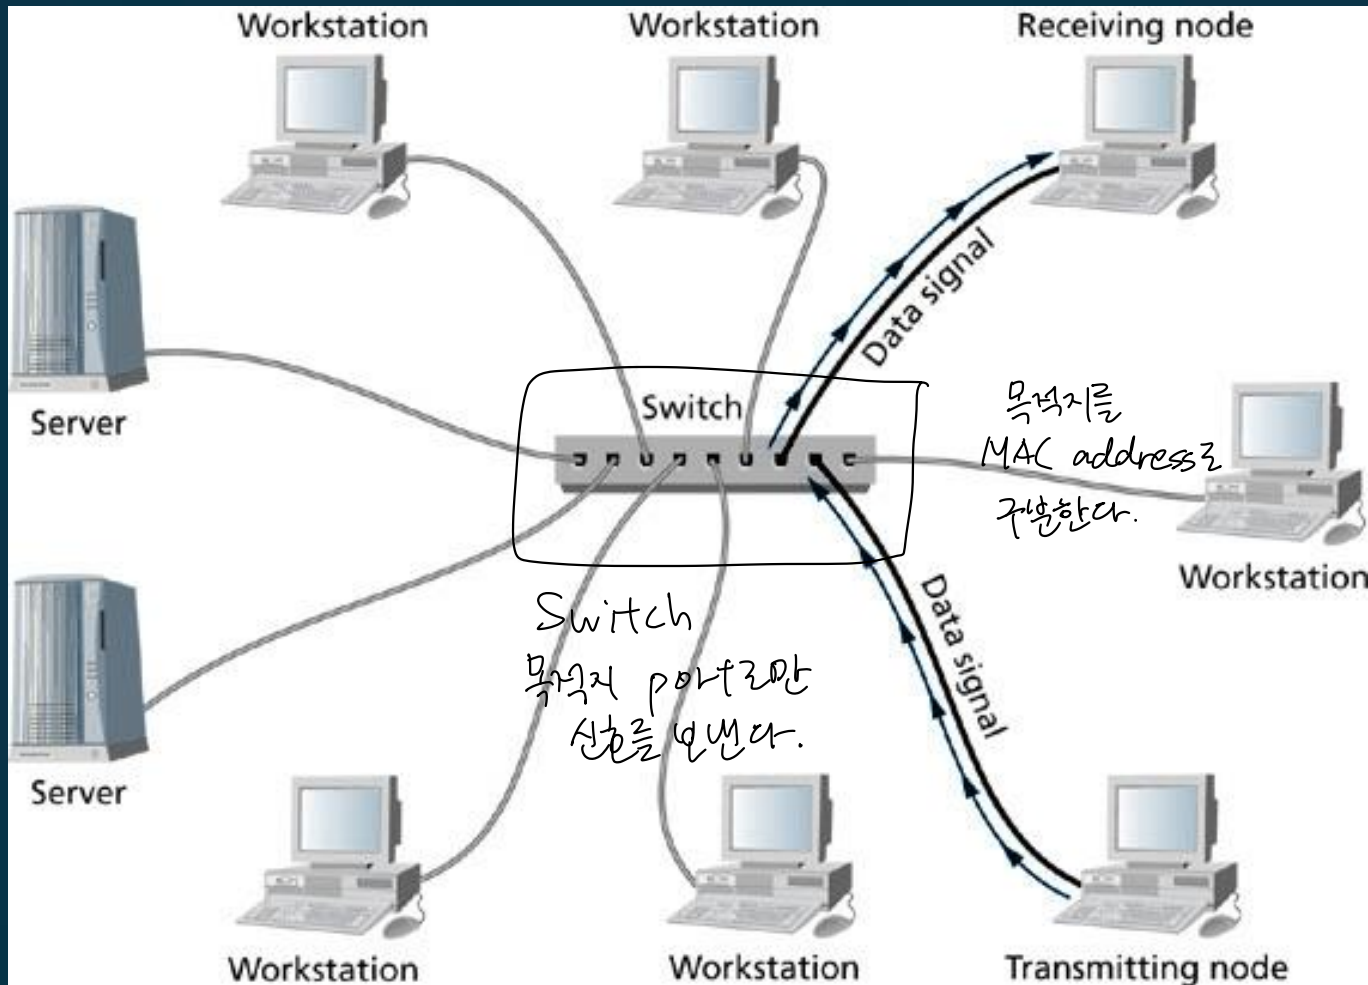 Workstation
Workstation
Receiving node
Server
Data signal
Switch
목적지를
MAC address로
구분한다.
Workstation
Switch
목적지 port로만
신호를 보낸다.
Data signal
Server
Workstation
Workstation
Transmitting node